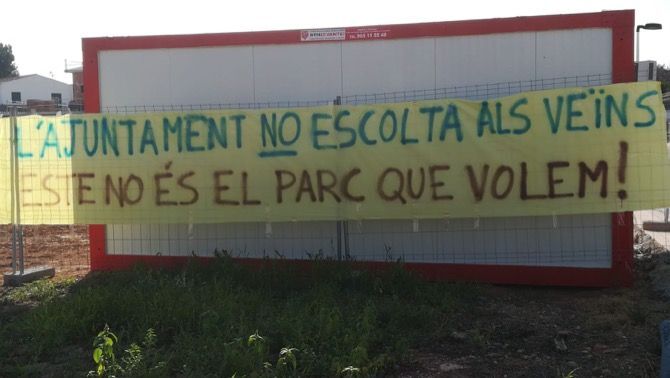 L'AJUNTAMENT NO ESCOLTA ALS VEÏNS
ESTE NO ÉS EL PARC QUE VOLEM!